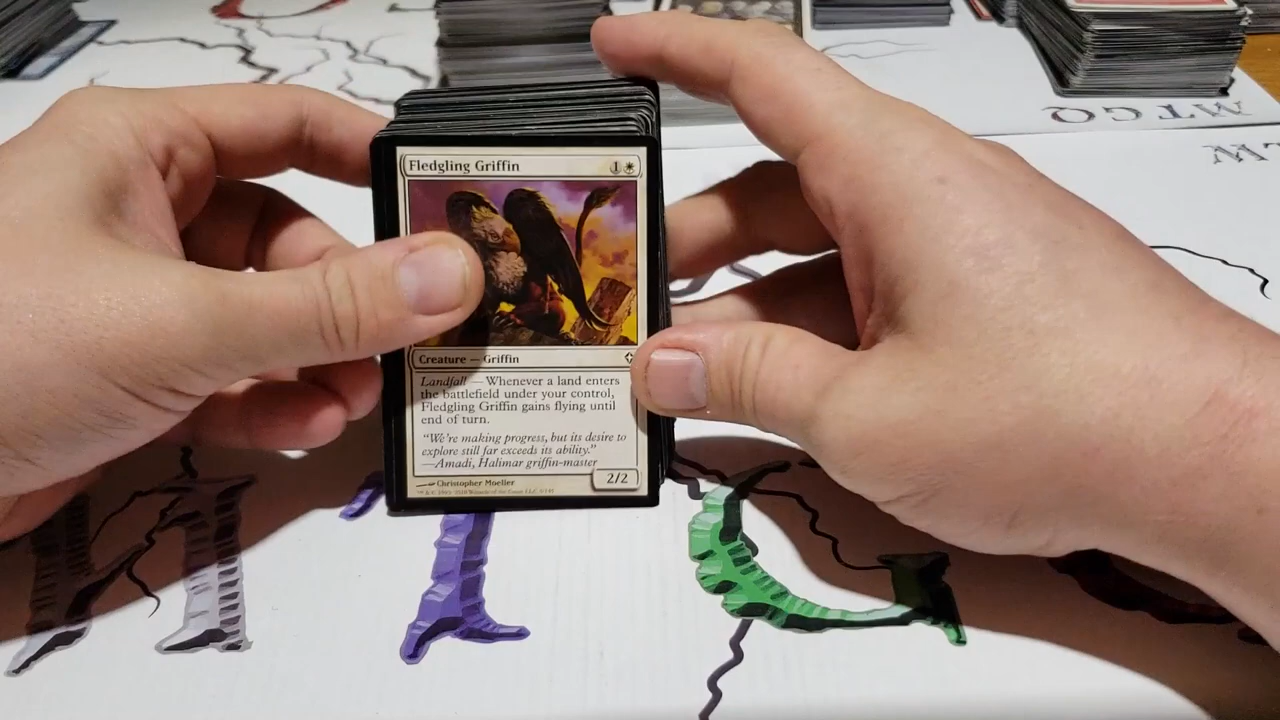 MTGQ
Fledgling Griffin 1
Creature — Griffin
Landfall — Whenever a land enters
the battlefield under your control,
Fledgling Griffin gains flying until
end of turn.
"We're making progress, but its desire to
explore still far exceeds its ability."
—Amadi, Halimar griffin-master
2/2
Christopher Moeller